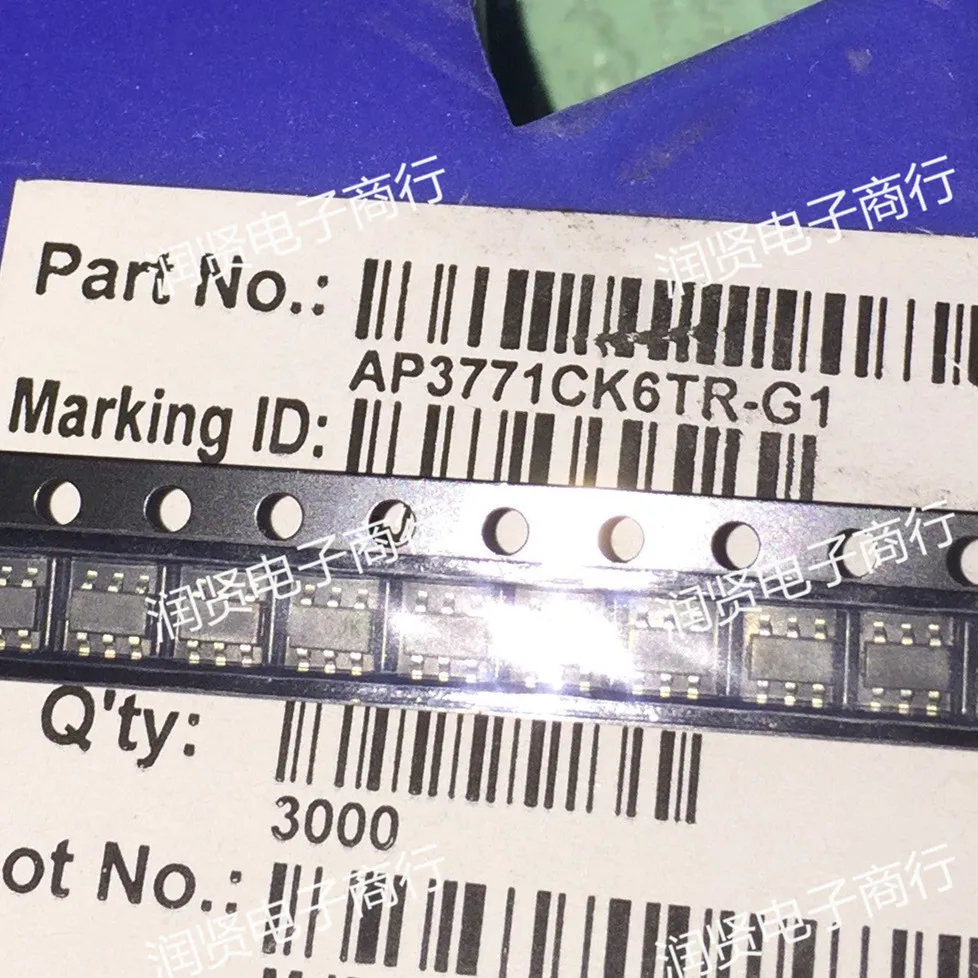 润贤电子商行
润贤电子商行
Part No.:
AP3771CK6TR-G1
Marking ID:
润贤电子商行
润贤电子商行
Q'ty:
3000
ot No.:
润贤电子商行
润贤电子商行